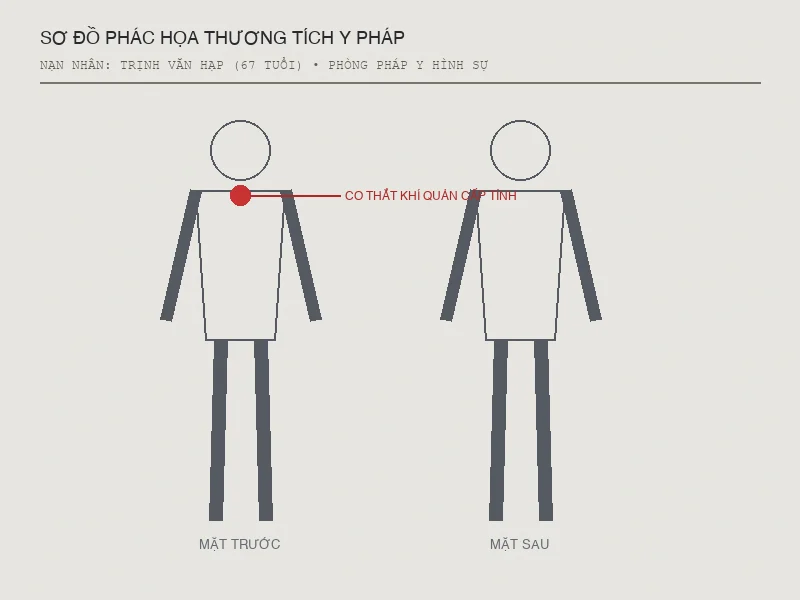 SƠ ĐỒ PHÁC HỌA THƯƠNG TÍCH Y PHÁP
NẠN NHÂN: TRỊNH VĂN HẠP (67 TUỔI) • PHÒNG PHÁP Y HÌNH SỰ
CO THẮT KHÍ QUẢN CẤP TÍNH
MẶT TRƯỚC
MẶT SAU